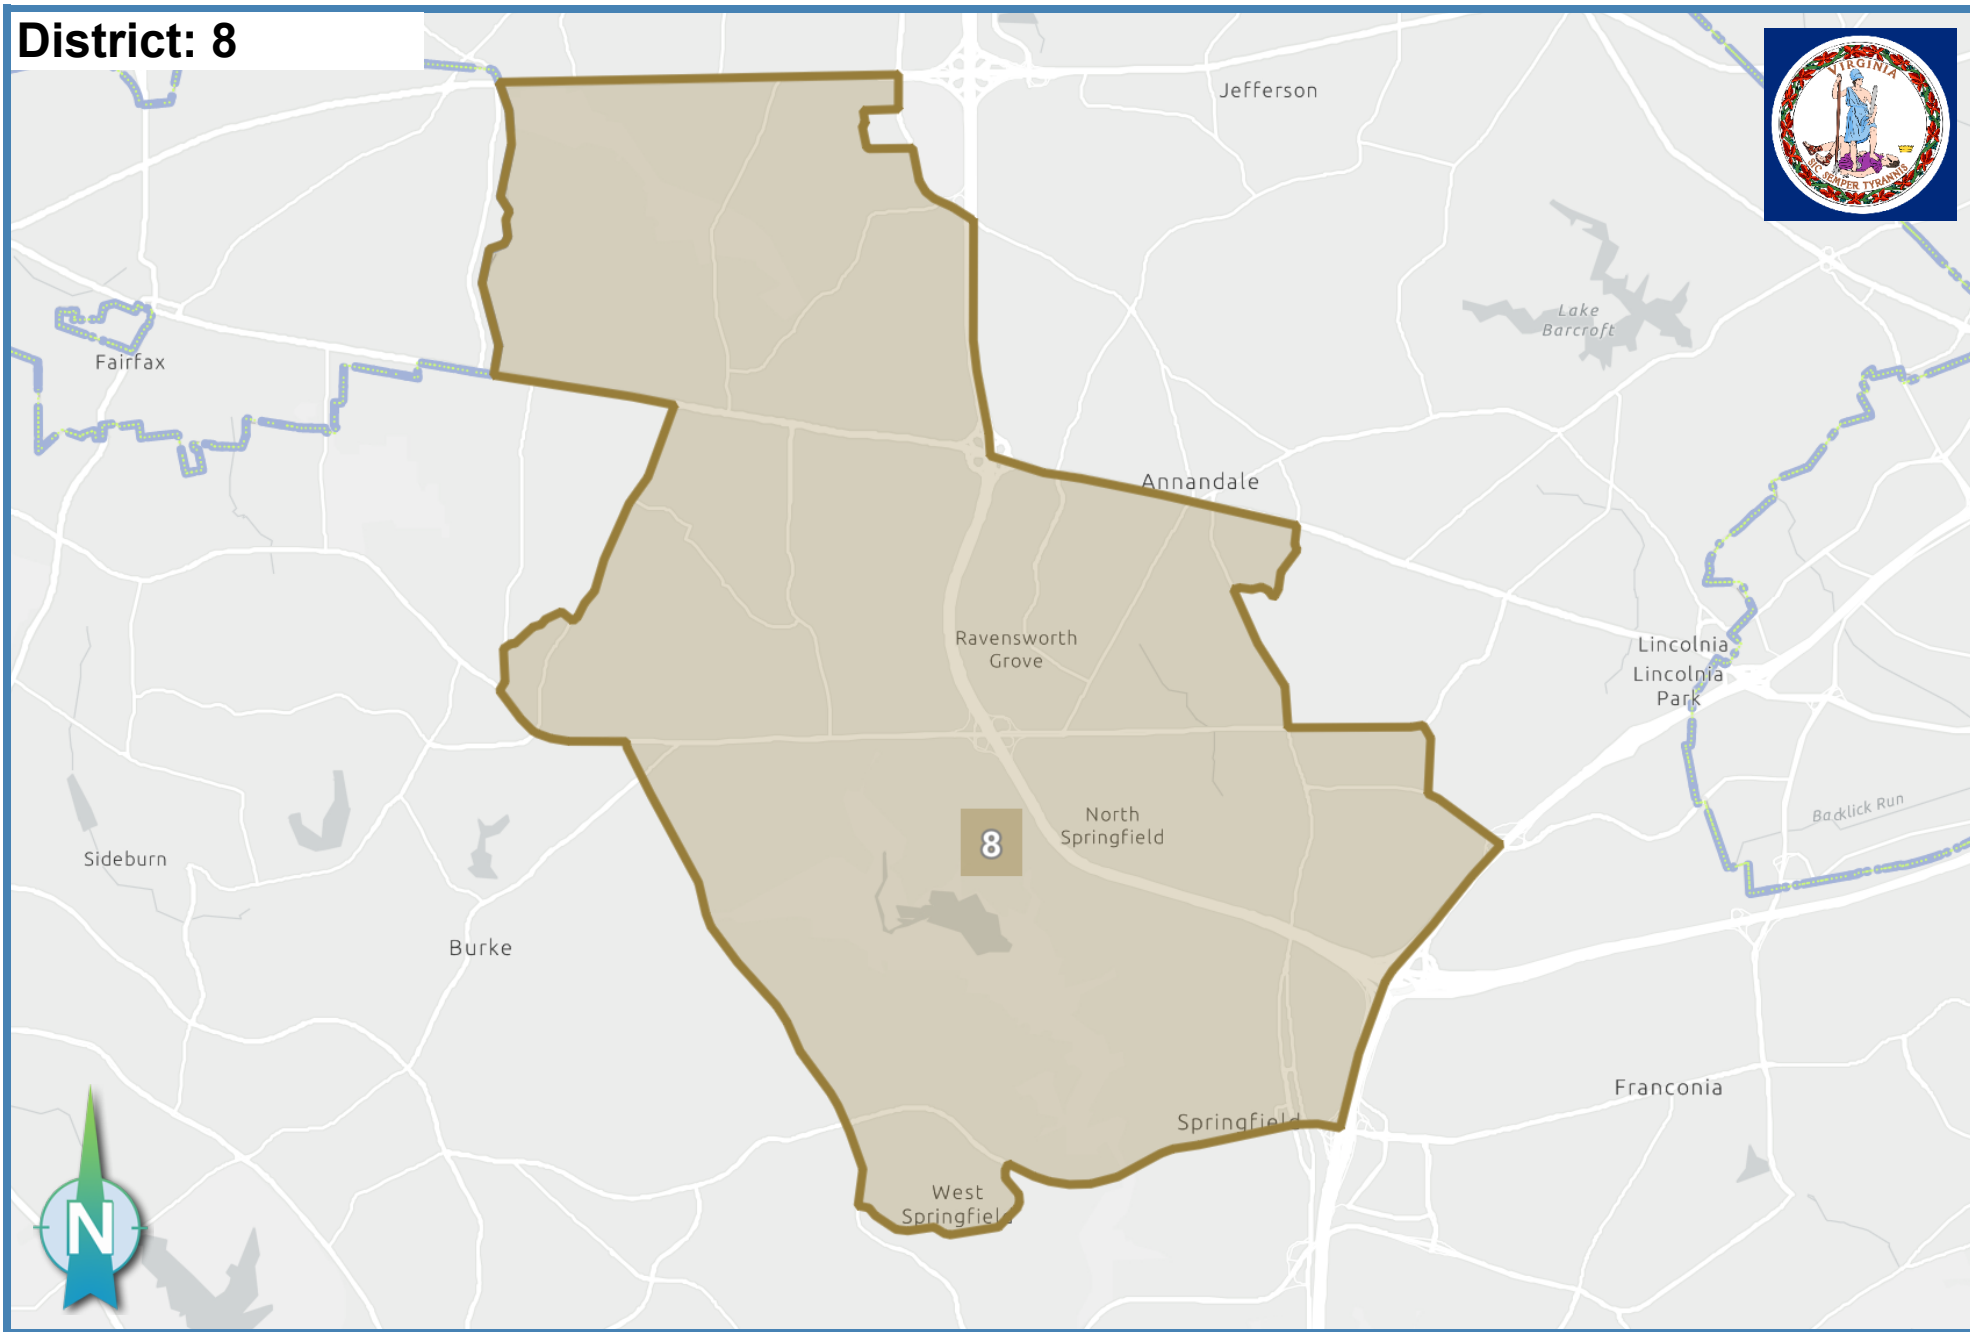 District: 8
VIRGINIA
SIC SEMPER TYRANNIS
Jefferson
Lake
Barcroft
Fairfax
Annandale
Ravensworth
Grove
Lincolnia
Lincolnia
Park
North
Springfield
8
Backlick Run
Sideburn
Burke
Franconia
Springfield
West
Springfield
N